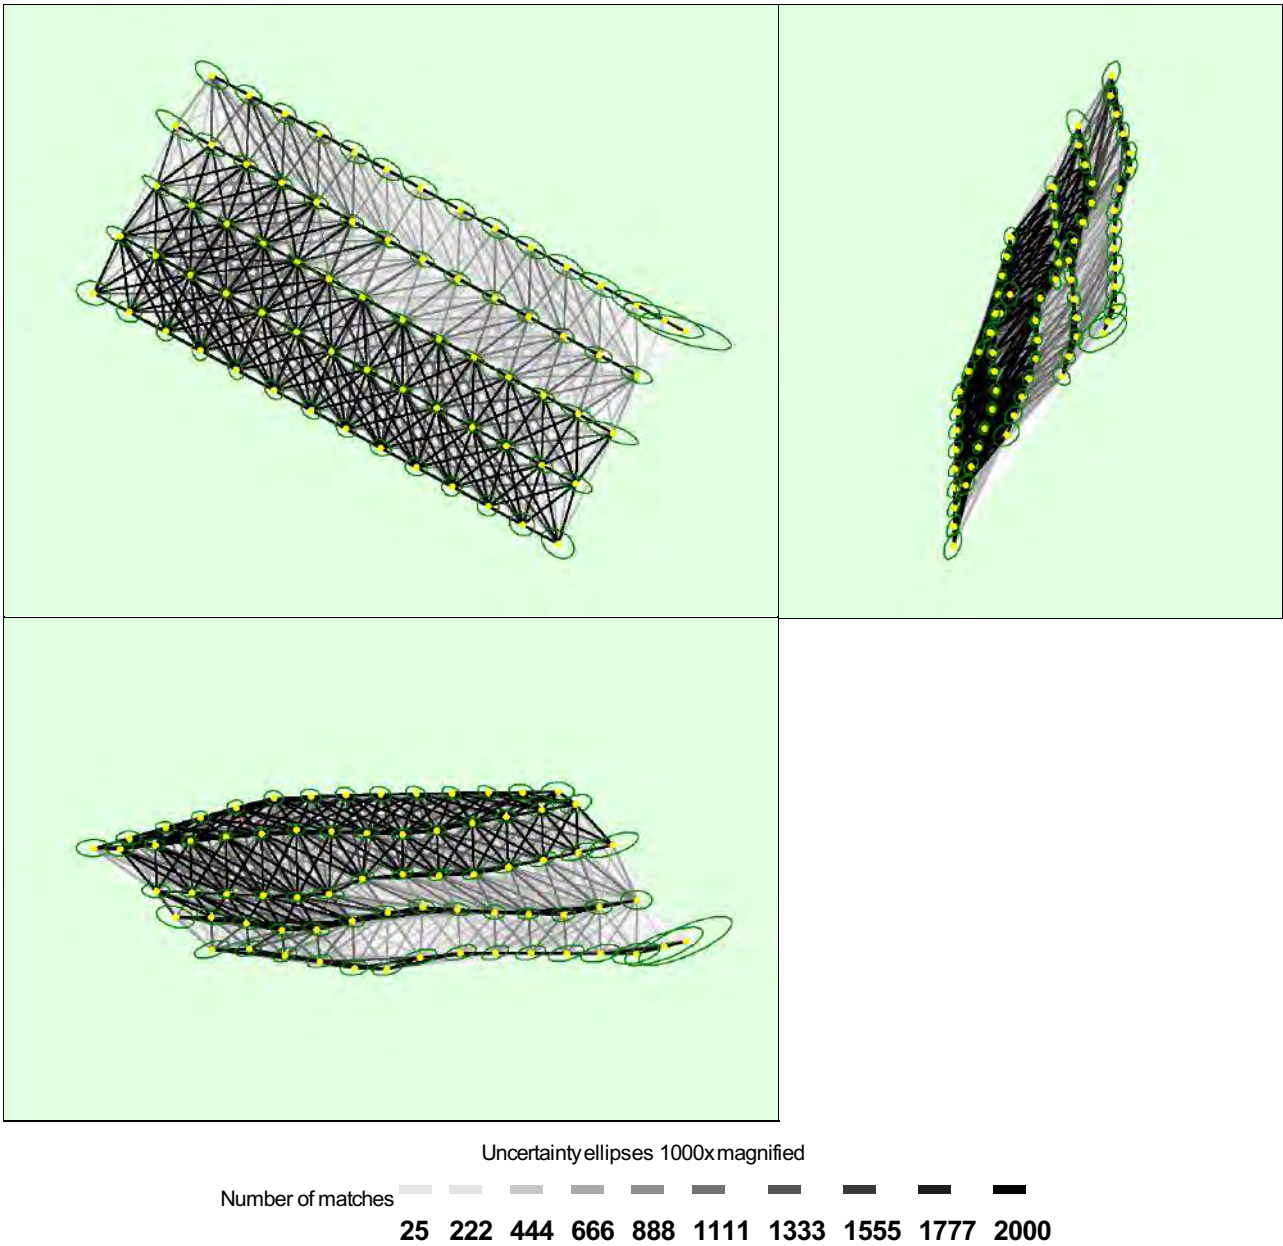 Uncertainty ellipses 1000x magnified
Number of matches
25 222 444 666 888 1111 1333 1555 1777 2000